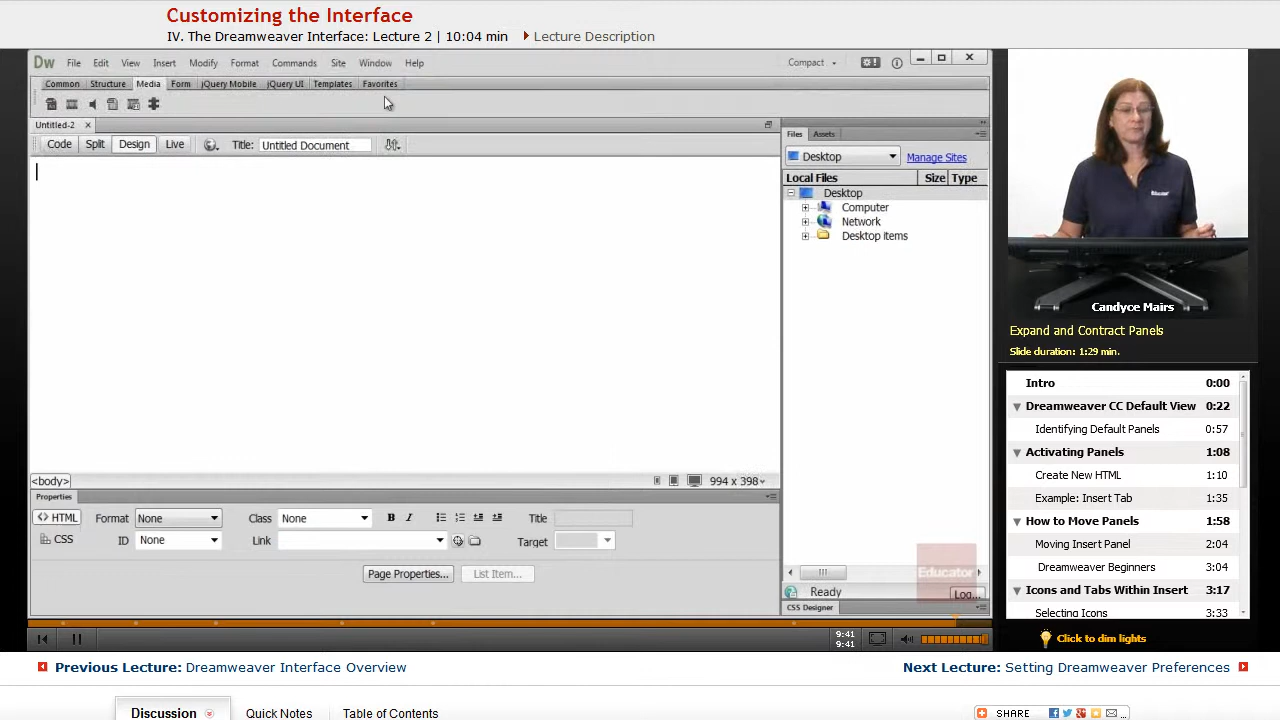 Customizing the Interface
IV. The Dreamweaver Interface: Lecture 2 | 10:04 min Lecture Description
Dw File Edit View Insert Modify Format Commands Site Window Help Compact
Common Structure Media Form jQuery Mobile jQuery UI Templates Favorites
Untitled-2
Code Split Design Live Title: Untitled Document
Files Assets
Desktop Manage Sites
Local Files Size Type
Desktop
Computer
Network
Desktop items
<body> 994 x 398
Properties
<> HTML Format None Class None B I Title
CSS ID None Link Target
Page Properties... List Item...
Educator
Ready Log...
CSS Designer
9:41
9:41
Educator
Candyce Mairs
Expand and Contract Panels
Slide duration: 1:29 min.
Intro 0:00
Dreamweaver CC Default View 0:22
Identifying Default Panels 0:57
Activating Panels 1:08
Create New HTML 1:10
Example: Insert Tab 1:35
How to Move Panels 1:58
Moving Insert Panel 2:04
Dreamweaver Beginners 3:04
Icons and Tabs Within Insert 3:17
Selecting Icons 3:33
Click to dim lights
Previous Lecture: Dreamweaver Interface Overview
Next Lecture: Setting Dreamweaver Preferences
Discussion Quick Notes Table of Contents
SHARE